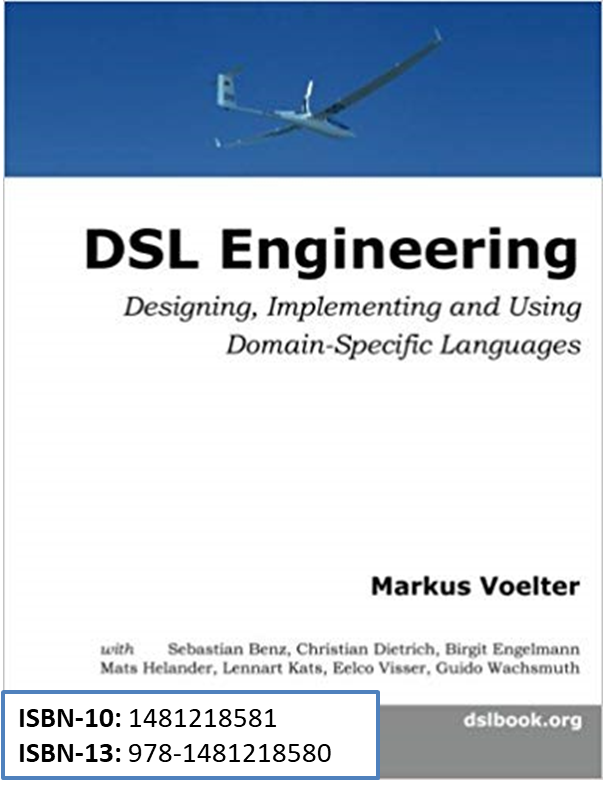 DSL Engineering
Designing, Implementing and Using
Domain-Specific Languages
Markus Voelter
with Sebastian Benz, Christian Dietrich, Birgit Engelmann
Mats Helander, Lennart Kats, Eelco Visser, Guido Wachsmuth
ISBN-10: 1481218581
ISBN-13: 978-1481218580
dslbook.org